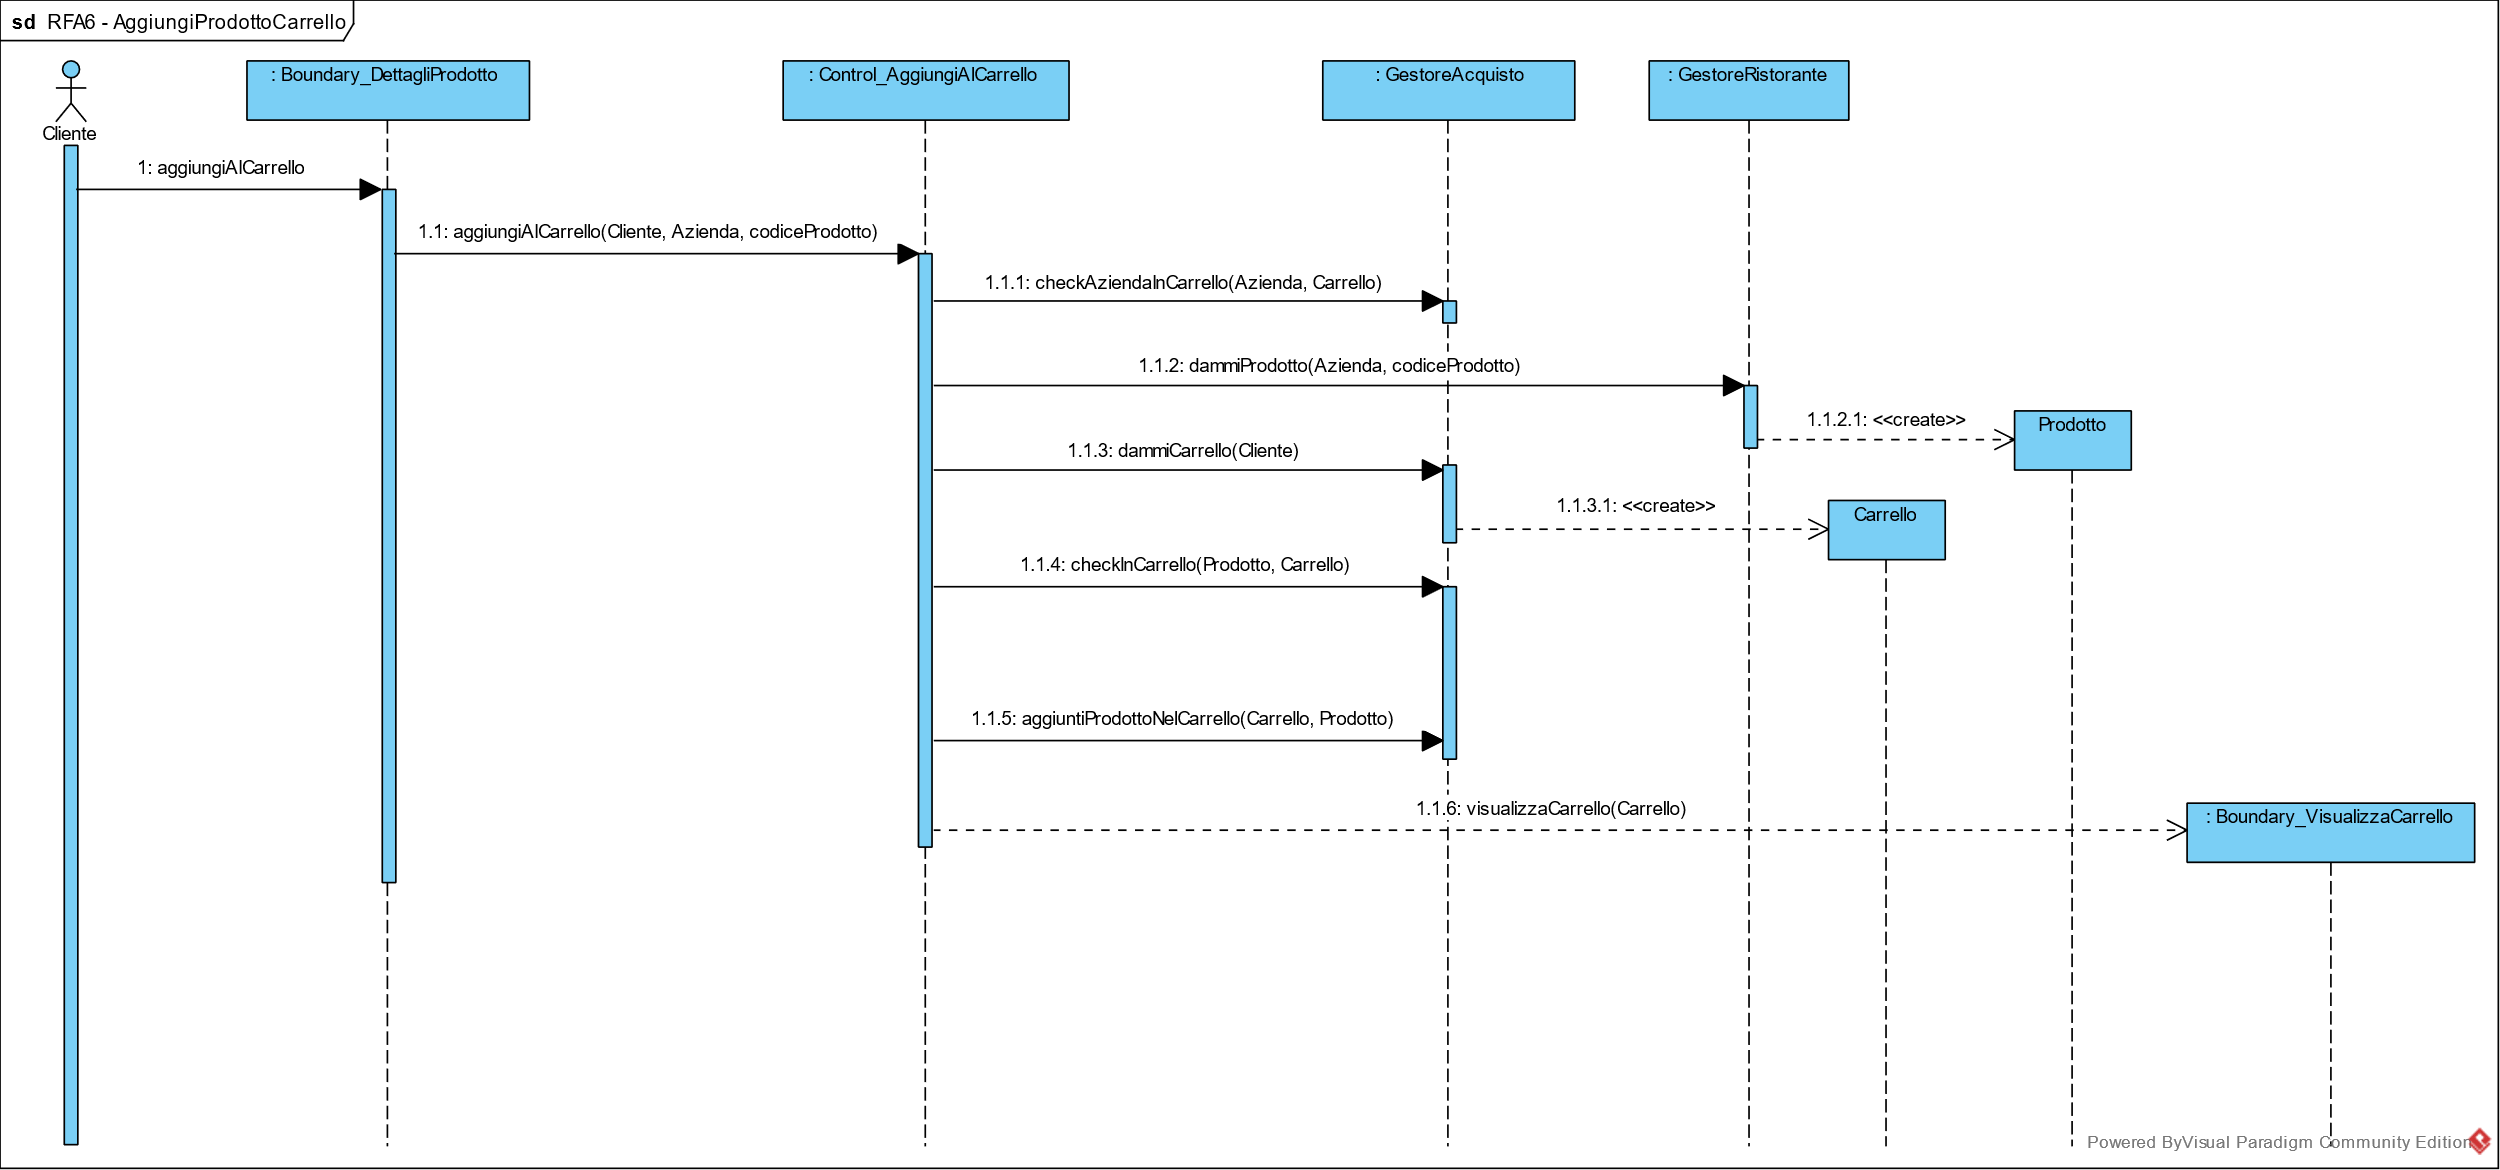 sd RFA6 - AggiungiProdottoCarrello
: Boundary_DettagliProdotto
: Control_AggiungiAlCarrello
: GestoreAcquisto
: GestoreRistorante
Cliente
1: aggiungiAlCarrello
1.1: aggiungiAlCarrello(Cliente, Azienda, codiceProdotto)
1.1.1: checkAziendaInCarrello(Azienda, Carrello)
1.1.2: dammiProdotto(Azienda, codiceProdotto)
1.1.2.1: <<create>>
Prodotto
1.1.3: dammiCarrello(Cliente)
1.1.3.1: <<create>>
Carrello
1.1.4: checkInCarrello(Prodotto, Carrello)
1.1.5: aggiuntiProdottoNelCarrello(Carrello, Prodotto)
1.1.6: visualizzaCarrello(Carrello)
: Boundary_VisualizzaCarrello
Powered ByVisual Paradigm Community Edition